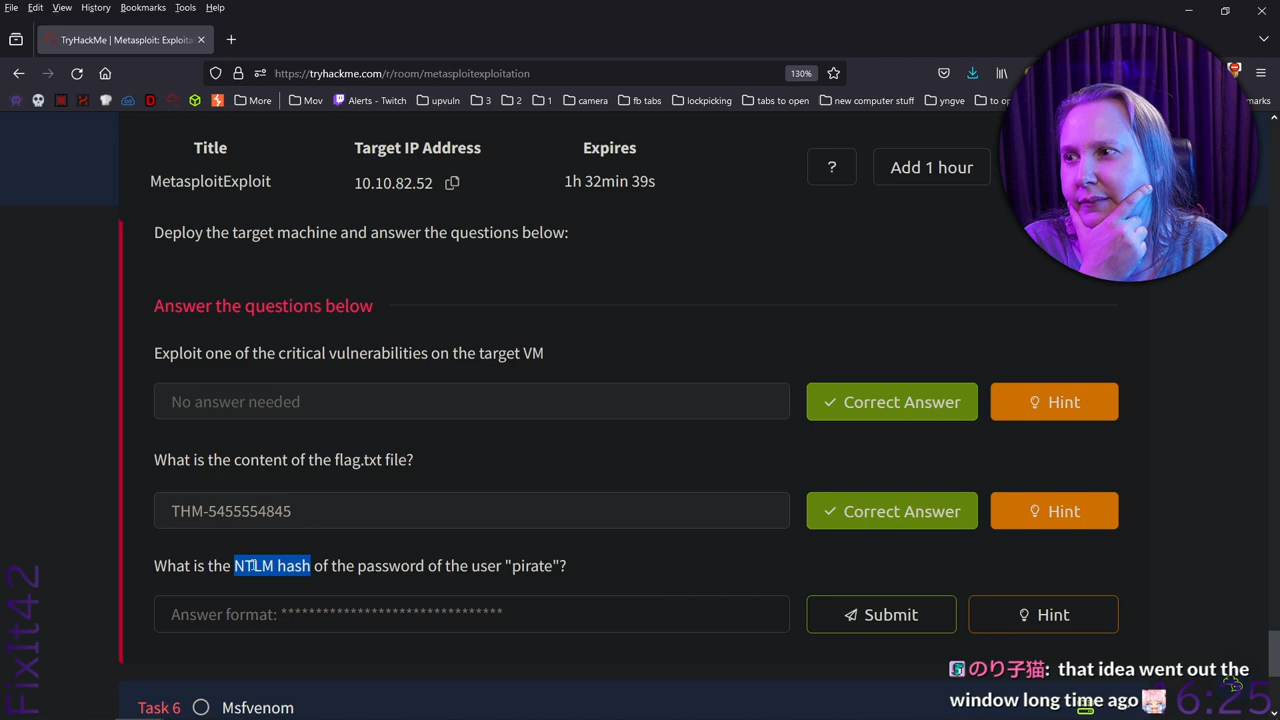 File Edit View History Bookmarks Tools Help
TryHackMe | Metasploit: Exploita
https://tryhackme.com/r/room/metasploitexploitation
130%
More
Mov
Alerts - Twitch
upvuln
3
2
1
camera
fb tabs
lockpicking
tabs to open
new computer stuff
yngve
to o
marks
Title
Target IP Address
Expires
MetasploitExploit
10.10.82.52
1h 32min 39s
?
Add 1 hour
Deploy the target machine and answer the questions below:
Answer the questions below
Exploit one of the critical vulnerabilities on the target VM
No answer needed
Correct Answer
Hint
What is the content of the flag.txt file?
THM-5455554845
Correct Answer
Hint
What is the NTLM hash of the password of the user "pirate"?
Answer format: ********************************
Submit
Hint
Task 6
Msfvenom
FixIt42
のり子猫: that idea went out the
window long time ago
6:25